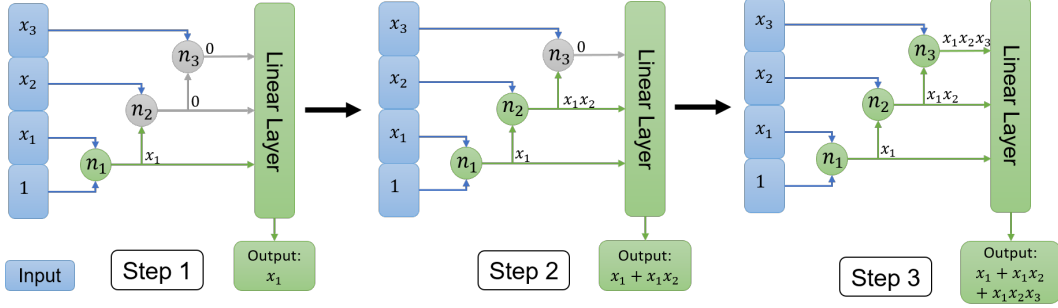 x₃
x₂
x₁
1
n₁
n₂
n₃
0
0
x₁
Linear Layer
Output:
x₁
Input
Step 1
x₃
x₂
x₁
1
n₁
n₂
n₃
0
x₁x₂
x₁
Linear Layer
Output:
x₁ + x₁x₂
Step 2
x₃
x₂
x₁
1
n₁
n₂
n₃
x₁x₂x₃
x₁x₂
x₁
Linear Layer
Output:
x₁ + x₁x₂
+ x₁x₂x₃
Step 3